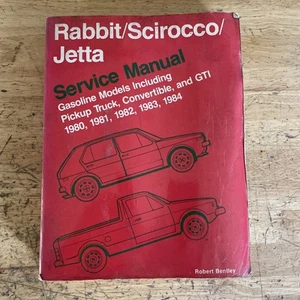 Rabbit/Scirocco/
Jetta
Service Manual
Gasoline Models Including
Pickup Truck, Convertible, and GTI
1980, 1981, 1982, 1983, 1984
Robert Bentley